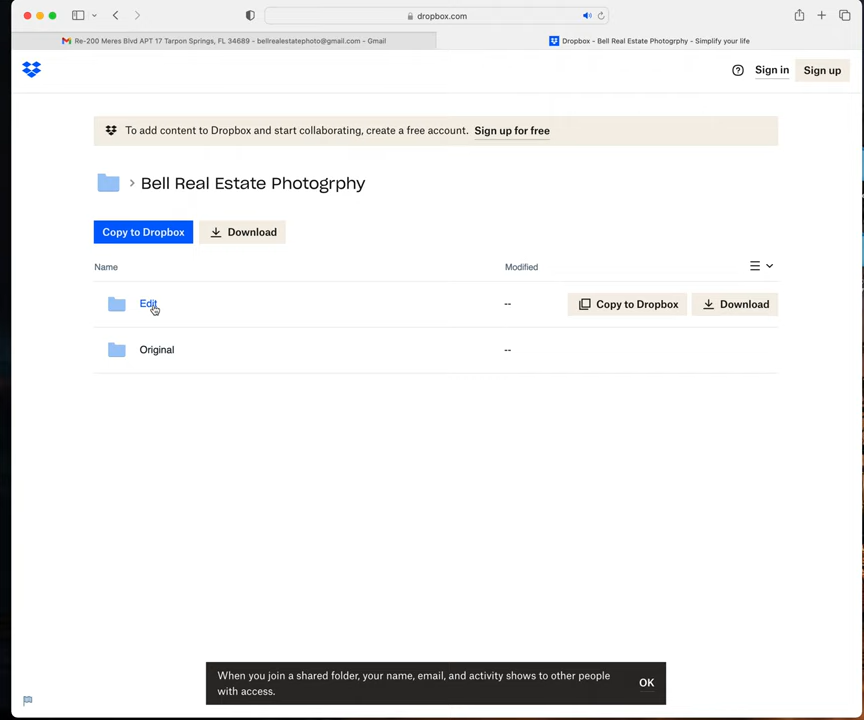 dropbox.com
Re-200 Meres Blvd APT 17 Tarpon Springs, FL 34689 - bellrealestatephoto@gmail.com - Gmail
Dropbox - Bell Real Estate Photogrphy - Simplify your life
Sign in
Sign up
To add content to Dropbox and start collaborating, create a free account. Sign up for free
Bell Real Estate Photogrphy
Copy to Dropbox
Download
Name
Modified
Edit
--
Copy to Dropbox
Download
Original
--
When you join a shared folder, your name, email, and activity shows to other people
with access.
OK